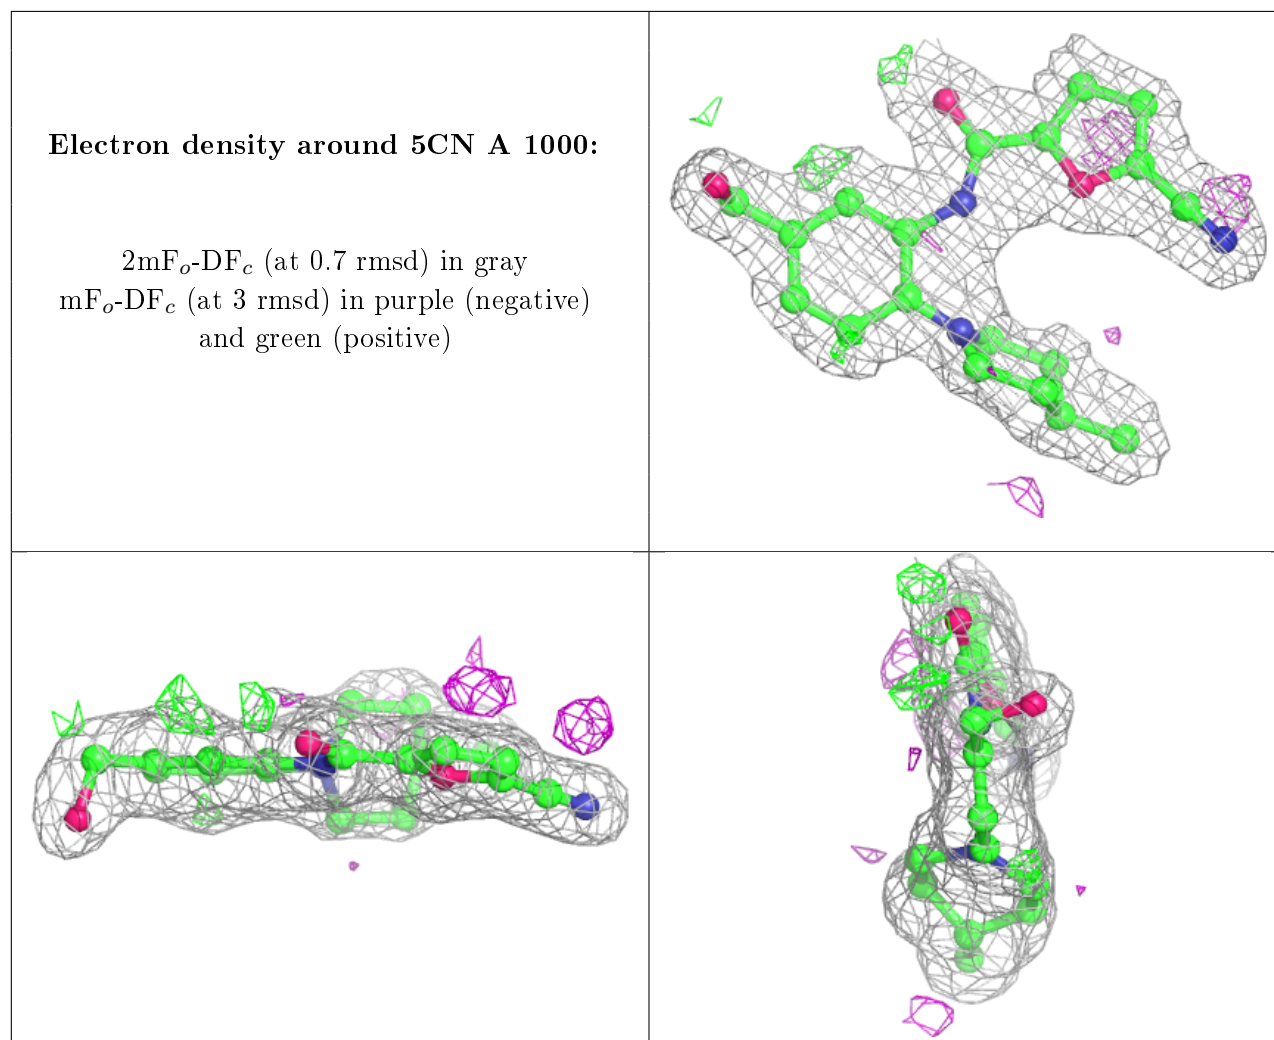 Electron density around 5CN A 1000:
2mFo-DFc (at 0.7 rmsd) in gray
mFo-DFc (at 3 rmsd) in purple (negative)
and green (positive)